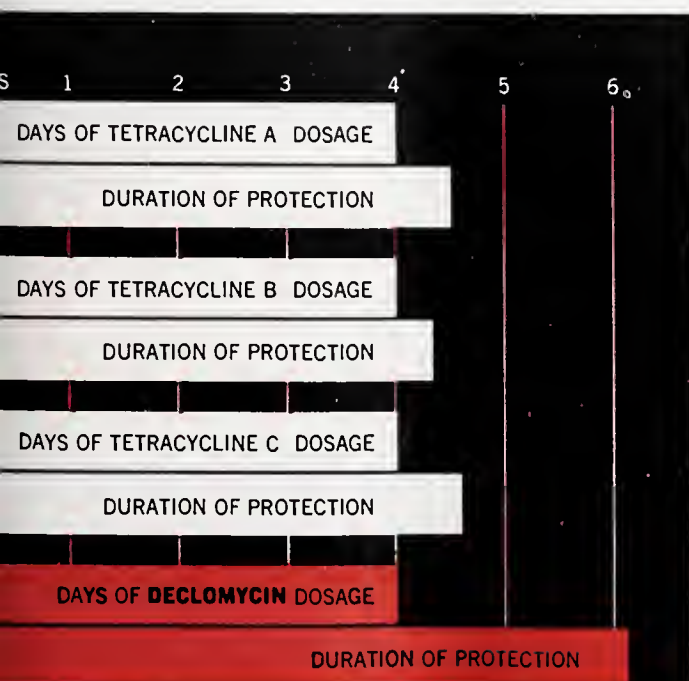 S 1 2 3 4 5 6
DAYS OF TETRACYCLINE A DOSAGE
DURATION OF PROTECTION
DAYS OF TETRACYCLINE B DOSAGE
DURATION OF PROTECTION
DAYS OF TETRACYCLINE C DOSAGE
DURATION OF PROTECTION
DAYS OF DECLOMYCIN DOSAGE
DURATION OF PROTECTION